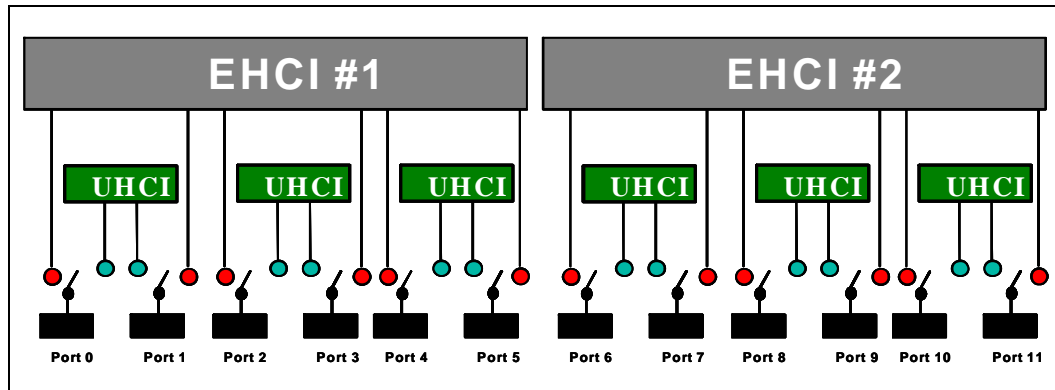 EHCI #1 EHCI #2
UHCI UHCI UHCI UHCI UHCI UHCI
Port 0 Port 1 Port 2 Port 3 Port 4 Port 5 Port 6 Port 7 Port 8 Port 9 Port 10 Port 11